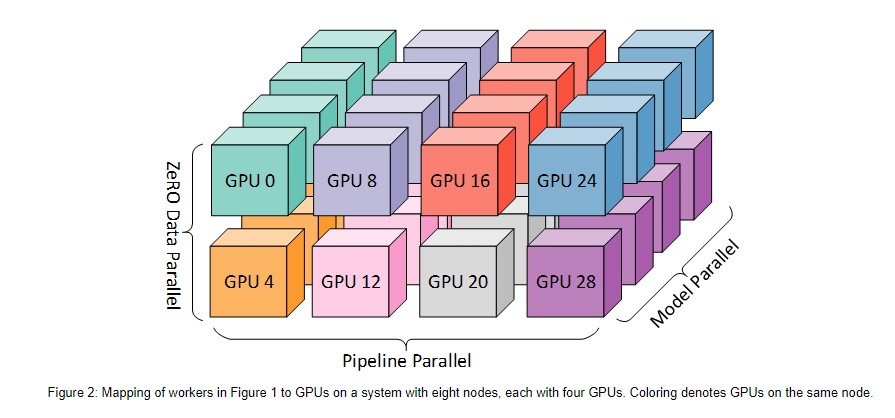 ZeRO Data Parallel
GPU 0
GPU 8
GPU 16
GPU 24
GPU 4
GPU 12
GPU 20
GPU 28
Model Parallel
Pipeline Parallel
Figure 2: Mapping of workers in Figure 1 to GPUs on a system with eight nodes, each with four GPUs. Coloring denotes GPUs on the same node.